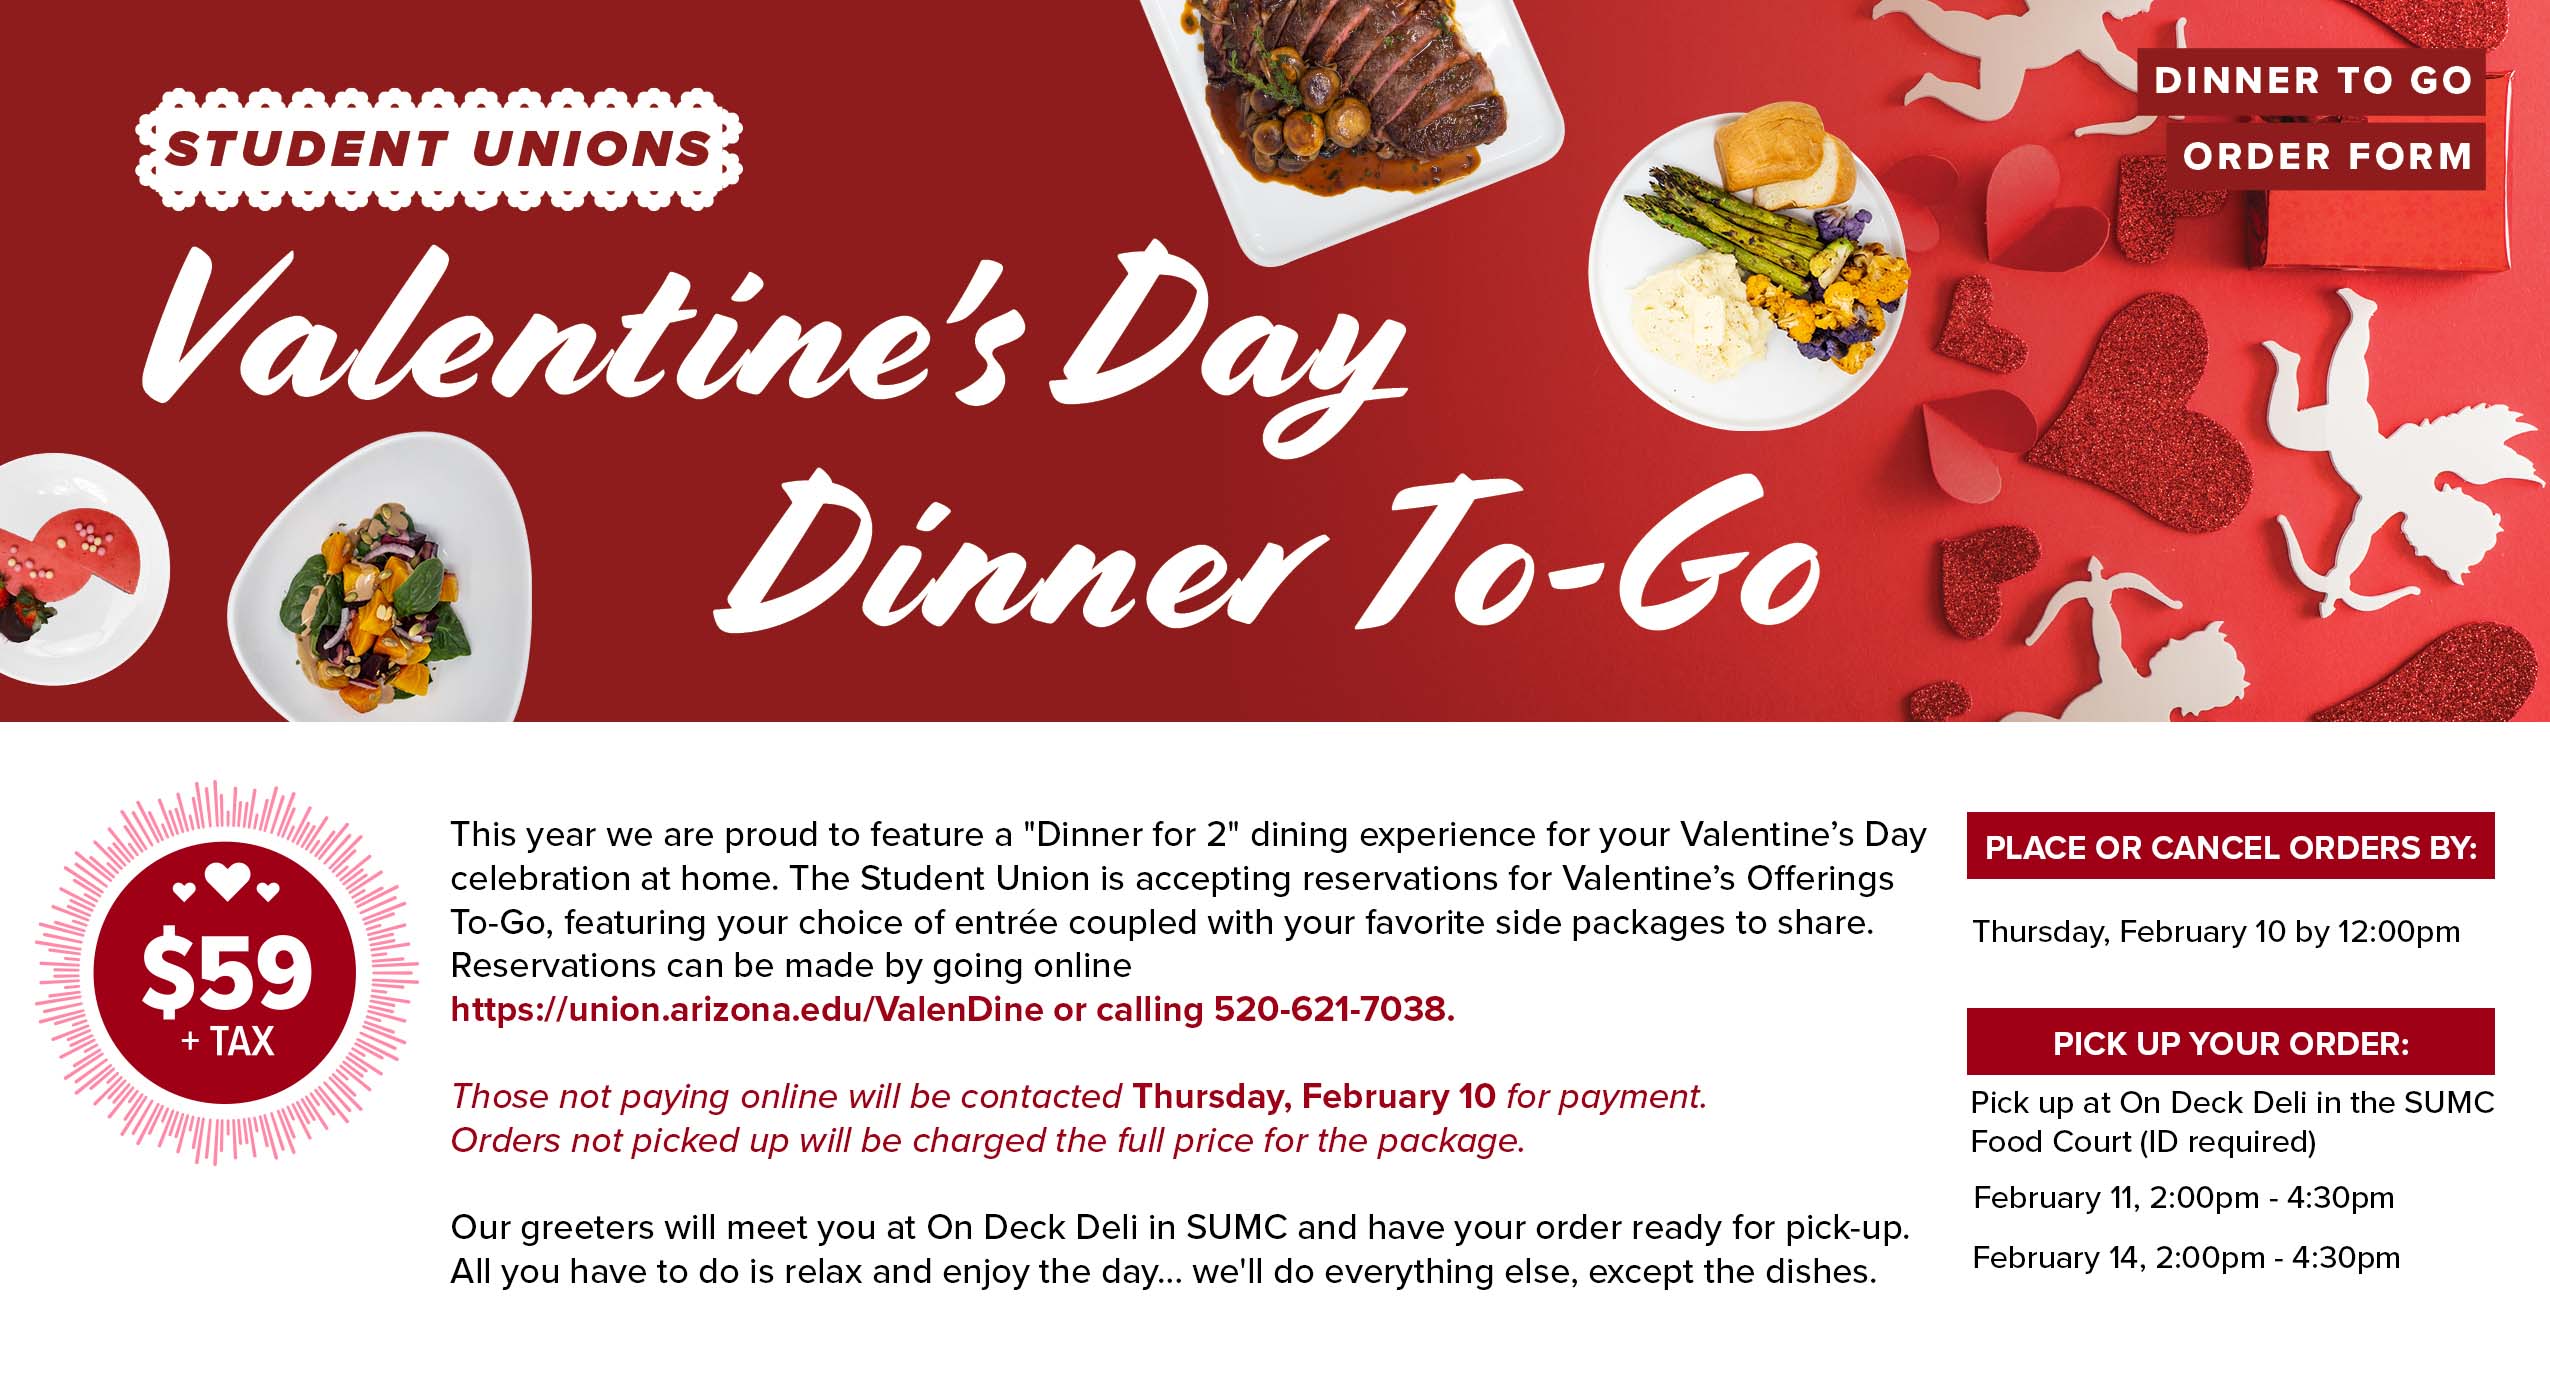 STUDENT UNIONS
Valentine's Day
Dinner To-Go
DINNER TO GO
ORDER FORM
$59
+ TAX
This year we are proud to feature a "Dinner for 2" dining experience for your Valentine’s Day
celebration at home. The Student Union is accepting reservations for Valentine’s Offerings
To-Go, featuring your choice of entrée coupled with your favorite side packages to share.
Reservations can be made by going online
https://union.arizona.edu/ValenDine or calling 520-621-7038.
Those not paying online will be contacted Thursday, February 10 for payment.
Orders not picked up will be charged the full price for the package.
Our greeters will meet you at On Deck Deli in SUMC and have your order ready for pick-up.
All you have to do is relax and enjoy the day... we'll do everything else, except the dishes.
PLACE OR CANCEL ORDERS BY:
Thursday, February 10 by 12:00pm
PICK UP YOUR ORDER:
Pick up at On Deck Deli in the SUMC
Food Court (ID required)
February 11, 2:00pm - 4:30pm
February 14, 2:00pm - 4:30pm